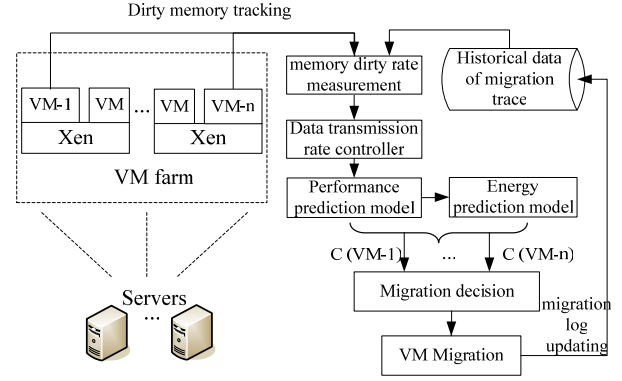 Dirty memory tracking
VM-1
VM
...
VM
VM-n
Xen
Xen
VM farm
Servers
...
memory dirty rate
measurement
Historical data
of migration
trace
Data transmission
rate controller
Performance
prediction model
Energy
prediction model
C (VM-1)
...
C (VM-n)
Migration decision
VM Migration
migration
log
updating